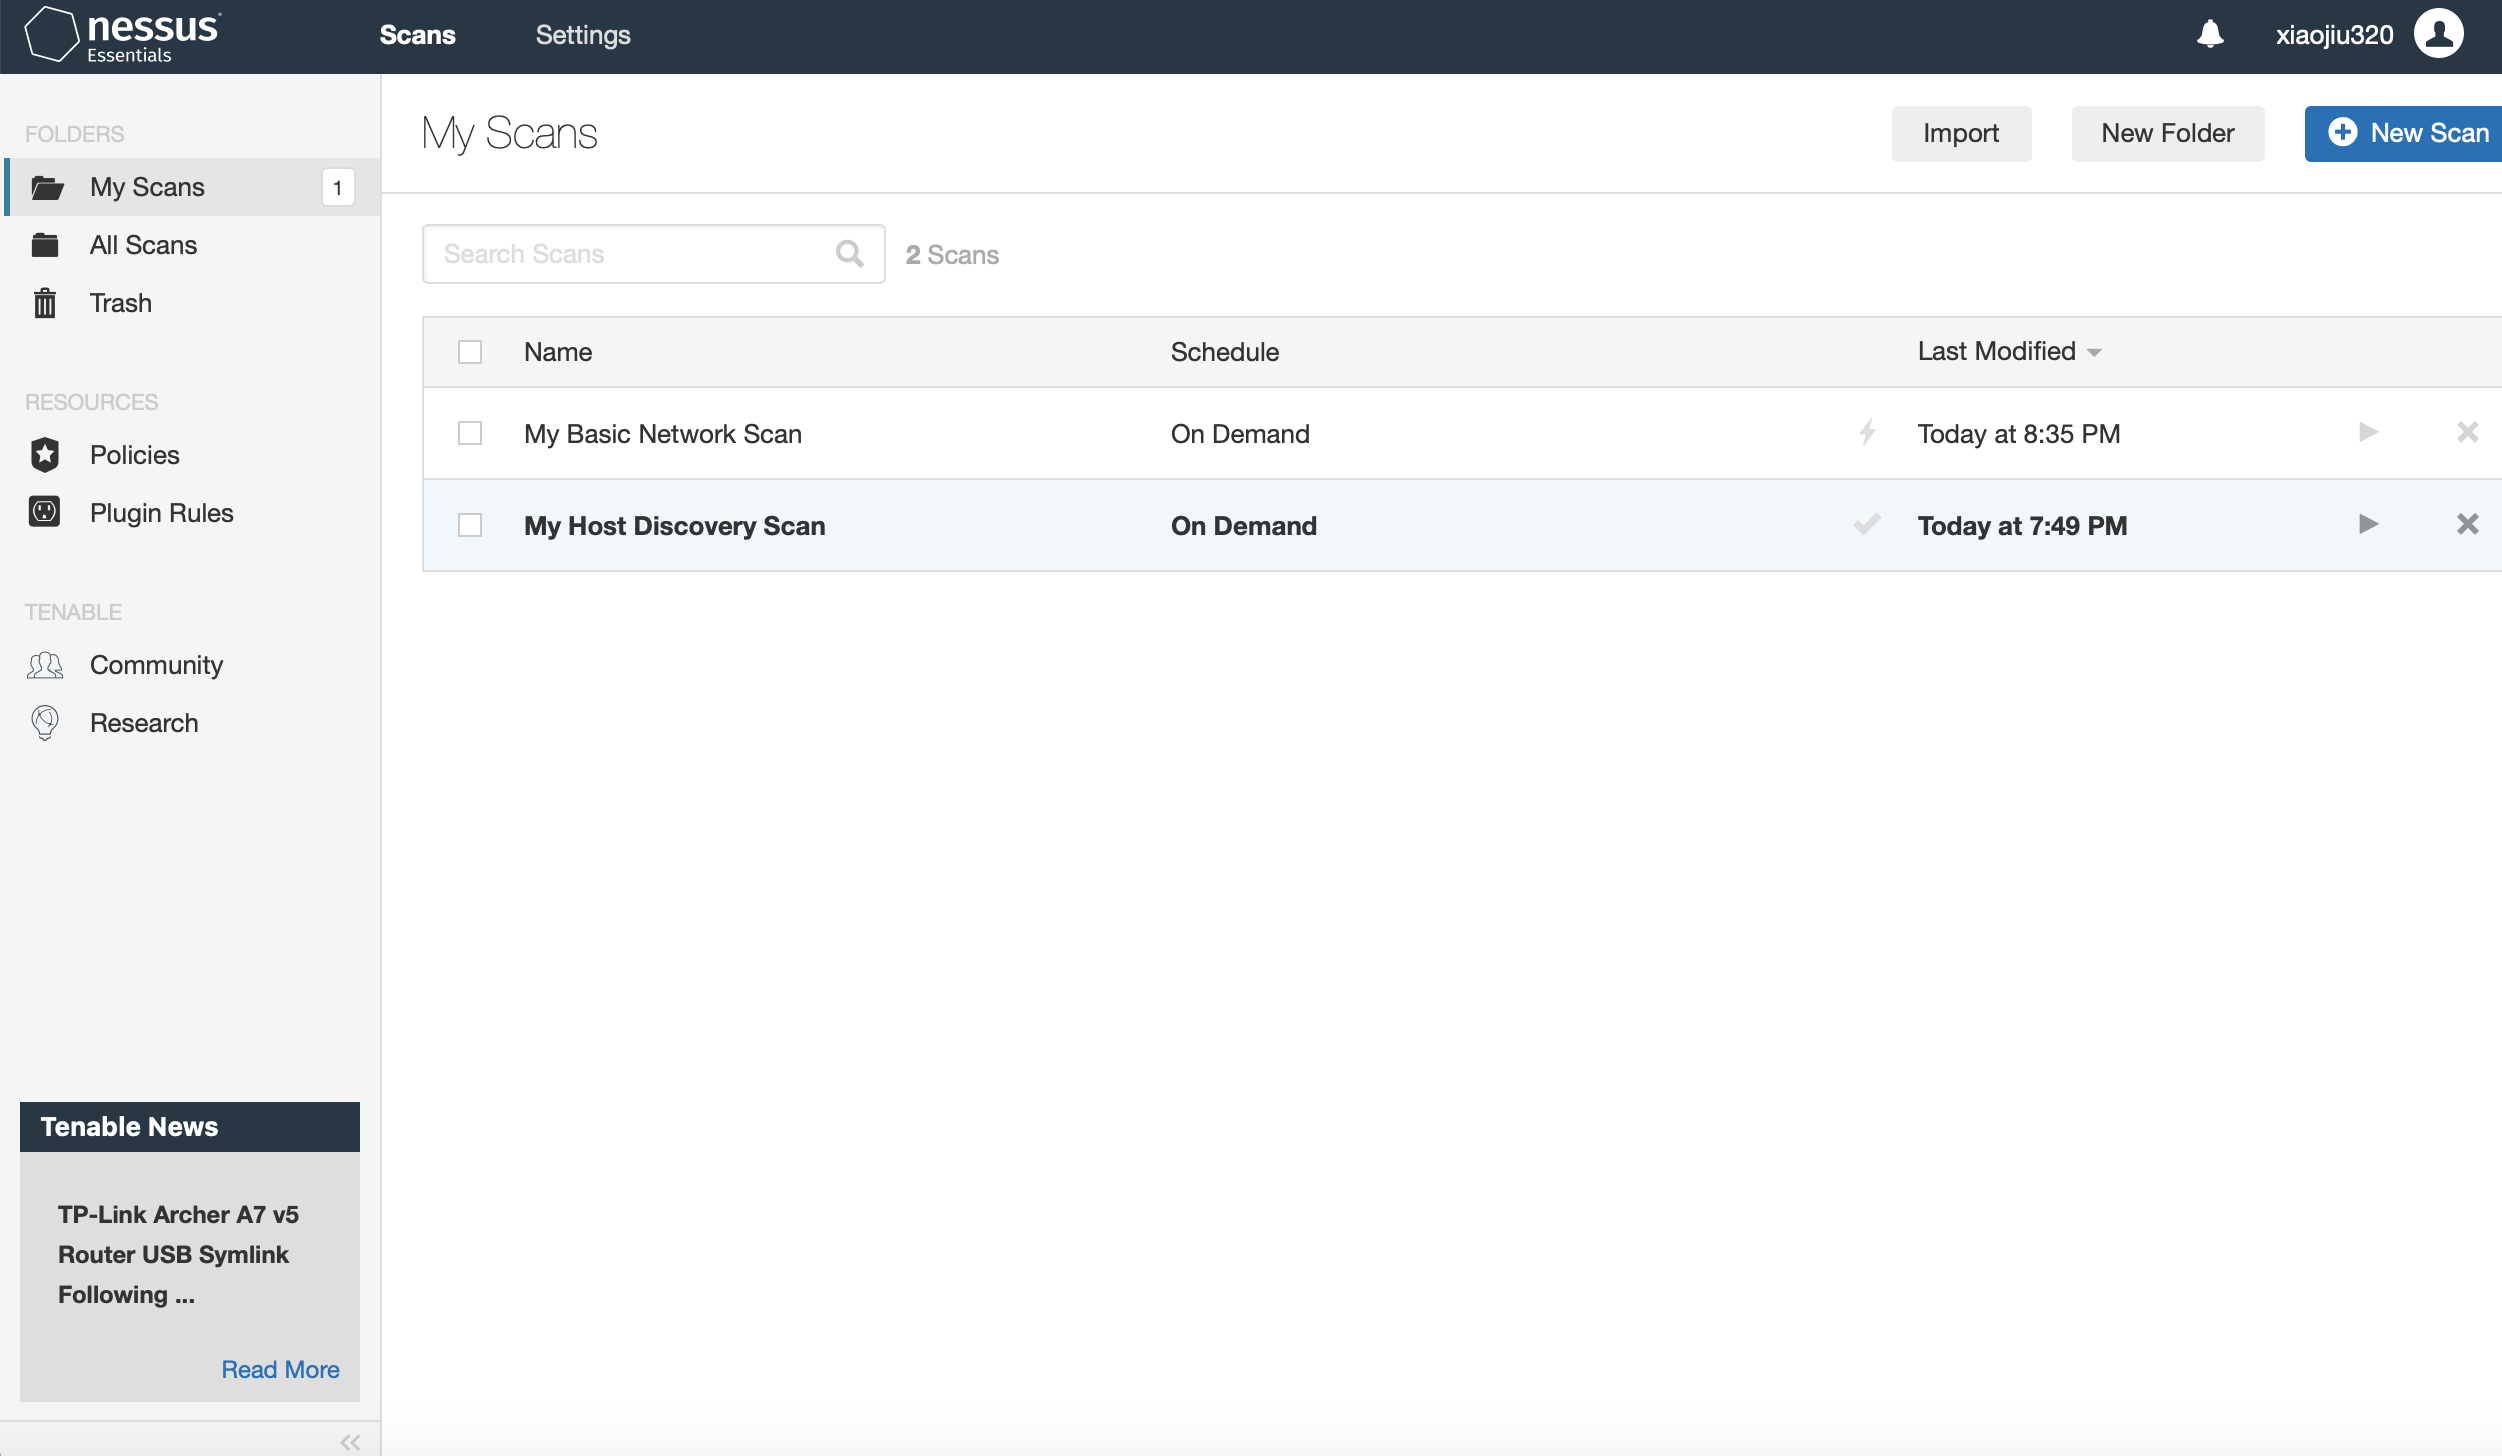 nessus
Essentials
Scans
Settings
xiaojiu320
FOLDERS
My Scans
1
All Scans
Trash
RESOURCES
Policies
Plugin Rules
TENABLE
Community
Research
Tenable News
TP-Link Archer A7 v5
Router USB Symlink
Following ...
Read More
My Scans
Import
New Folder
New Scan
Search Scans
2 Scans
Name
Schedule
Last Modified
My Basic Network Scan
On Demand
Today at 8:35 PM
My Host Discovery Scan
On Demand
Today at 7:49 PM